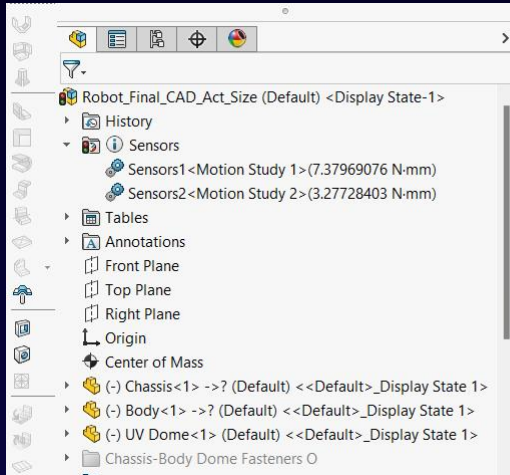 Robot_Final_CAD_Act_Size (Default) <Display State-1>
History
Sensors
Sensors1<Motion Study 1>(7.37969076 N·mm)
Sensors2<Motion Study 2>(3.27728403 N·mm)
Tables
Annotations
Front Plane
Top Plane
Right Plane
Origin
Center of Mass
(-) Chassis<1> ->? (Default) <<Default>_Display State 1>
(-) Body<1> ->? (Default) <<Default>_Display State 1>
(-) UV Dome<1> (Default) <<Default>_Display State 1>
Chassis-Body Dome Fasteners O